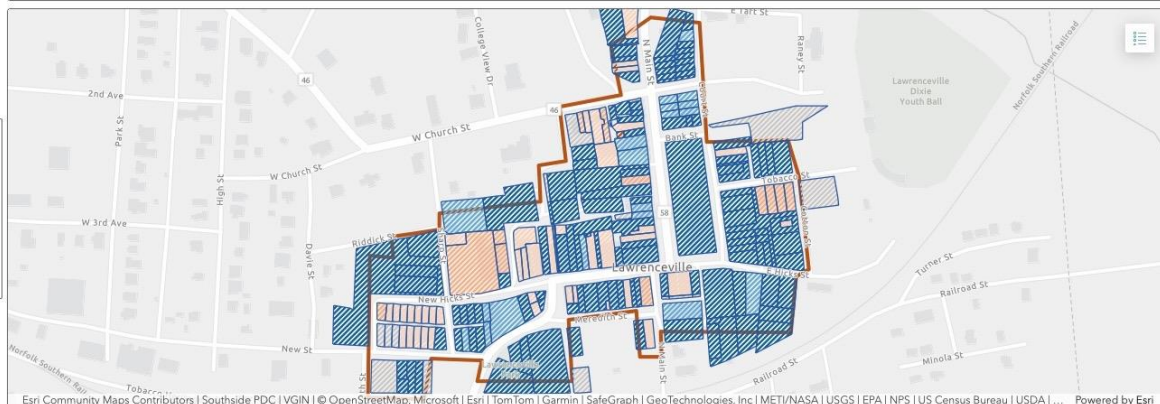 E Tart St
College View Dr
N Main St
Raney St
46
Norfolk Southern Railroad
Lawrenceville
Dixie
Youth Ball
2nd Ave
Park St
46
W Church St
Bank St
W Church St
High St
Tobacco St
W 3rd Ave
58
Riddick St
Davie St
Lawrenceville
E Hicks St
Turner St
New Hicks St
Railroad St
Meredith St
New St
N Main St
Minola St
Railroad St
Norfolk Southern Rail
Tobacco
Esri Community Maps Contributors | Southside PDC | VGIN | © OpenStreetMap, Microsoft | Esri | TomTom | Garmin | SafeGraph | GeoTechnologies, Inc | METI/NASA | USGS | EPA | NPS | US Census Bureau | USDA | ... Powered by Esri